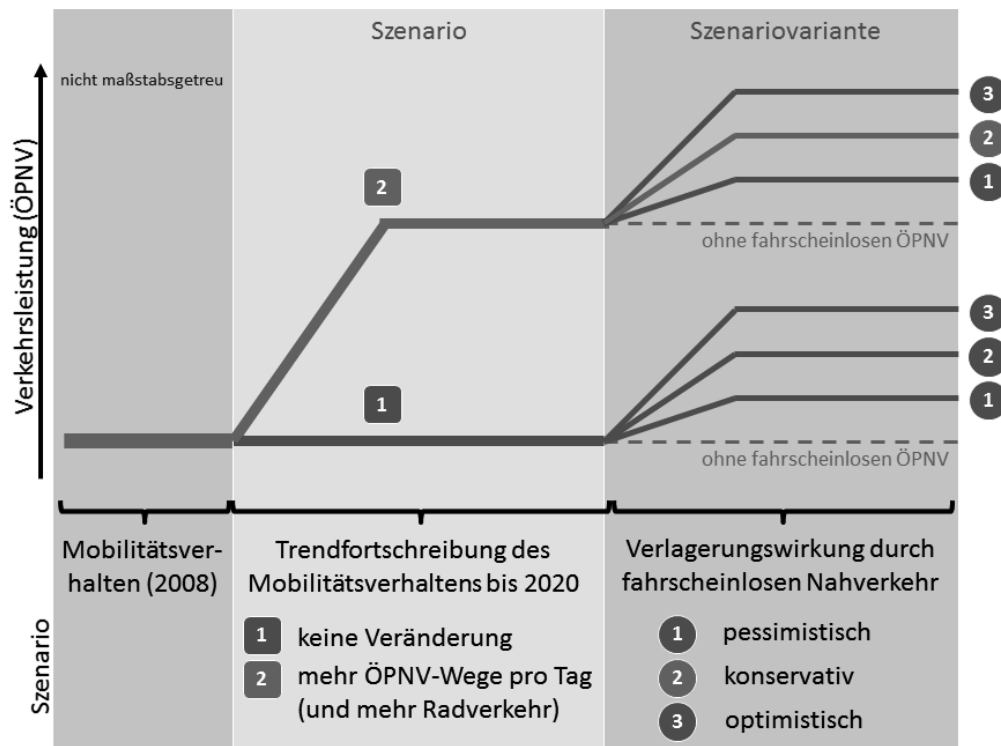 Szenario
Szenariovariante
nicht maßstabsgetreu
Verkehrsleistung (ÖPNV)
3
2
1
2
ohne fahrscheinlosen ÖPNV
3
2
1
1
ohne fahrscheinlosen ÖPNV
Mobilitätsver-
halten (2008)
Trendfortschreibung des
Mobilitätsverhaltens bis 2020
Verlagerungswirkung durch
fahrscheinlosen Nahverkehr
Szenario
1 keine Veränderung
2 mehr ÖPNV-Wege pro Tag
(und mehr Radverkehr)
1 pessimistisch
2 konservativ
3 optimistisch